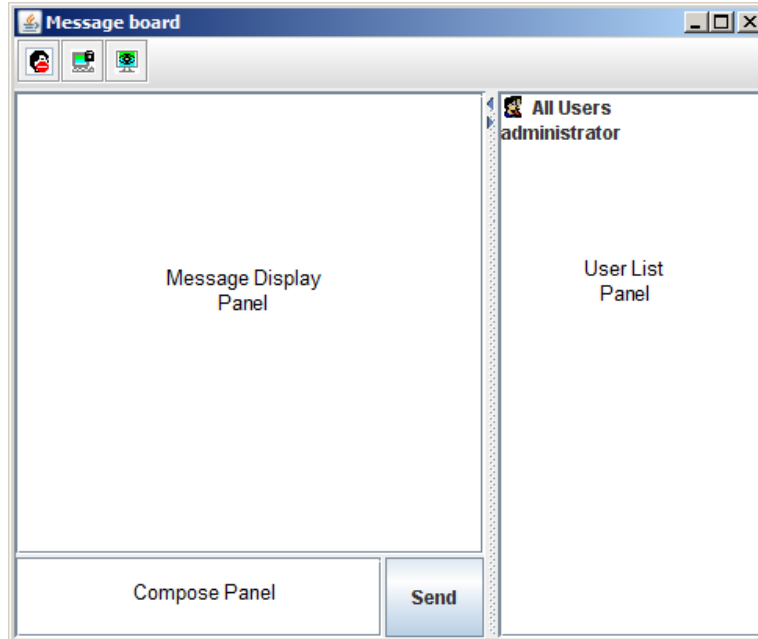 Message board
All Users
administrator
Message Display
Panel
User List
Panel
Compose Panel
Send